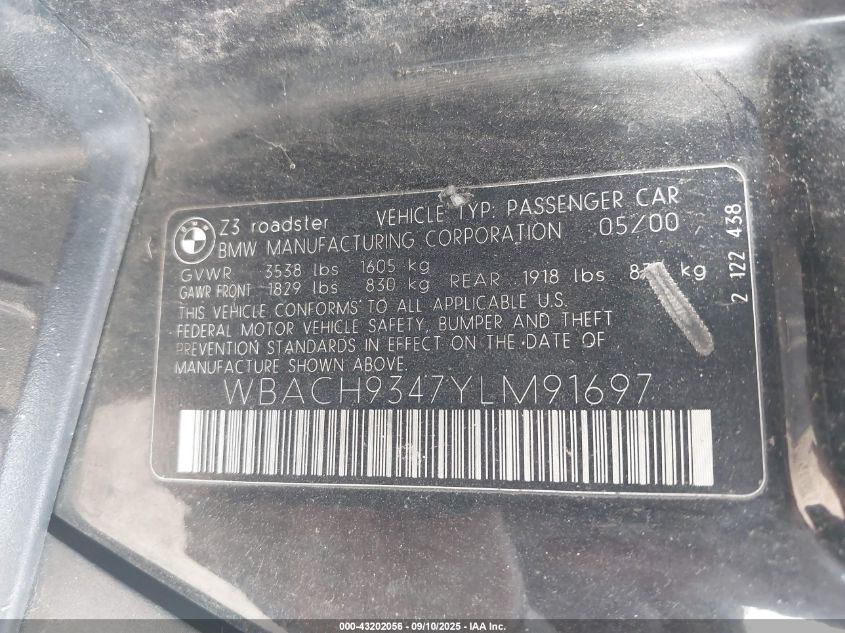 BMW
Z3 roadster VEHICLE TYP: PASSENGER CAR
BMW MANUFACTURING CORPORATION 05/00
GVWR 3538 lbs 1605 kg
GAWR FRONT 1829 lbs 830 kg REAR 1918 lbs kg
THIS VEHICLE CONFORMS TO ALL APPLICABLE U.S.
FEDERAL MOTOR VEHICLE SAFETY, BUMPER AND THEFT
PREVENTION STANDARDS IN EFFECT ON THE DATE OF
MANUFACTURE SHOWN ABOVE.
WBACH9347YLM91697
2 122 438
000-43202056 - 09/10/2025 - IAA Inc.